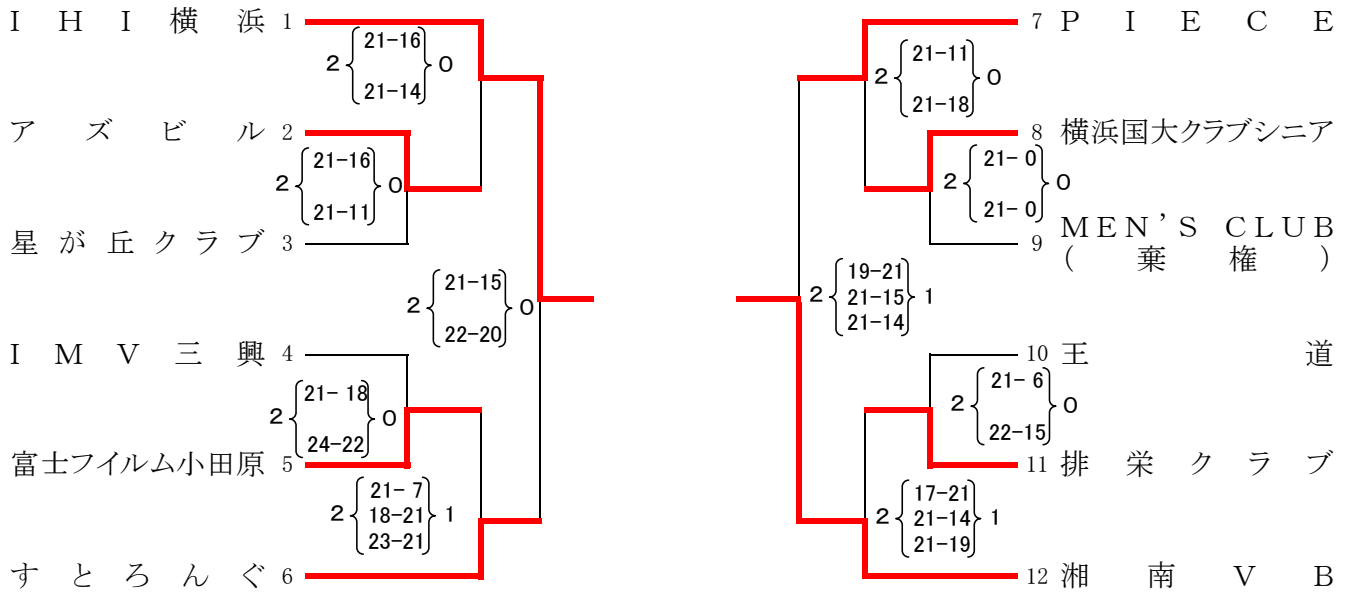 IHI横浜 1
2 21-16 0
21-14
アズビル 2
2 21-16 0
21-11
星が丘クラブ 3
2 21-15 0
22-20
IMV三興 4
2 21- 18 0
24-22
富士フイルム小田原 5
2 21- 7 1
18-21
23-21
すとろんぐ 6
7 PIECE
2 21-11 0
21-18
8 横浜国大クラブシニア
2 21- 0 0
21- 0
9 MEN'S CLUB
(棄権)
2 19-21 1
21-15
21-14
10 王道
2 21- 6 0
22-15
11 排栄クラブ
2 17-21 1
21-14
21-19
12 湘南VB